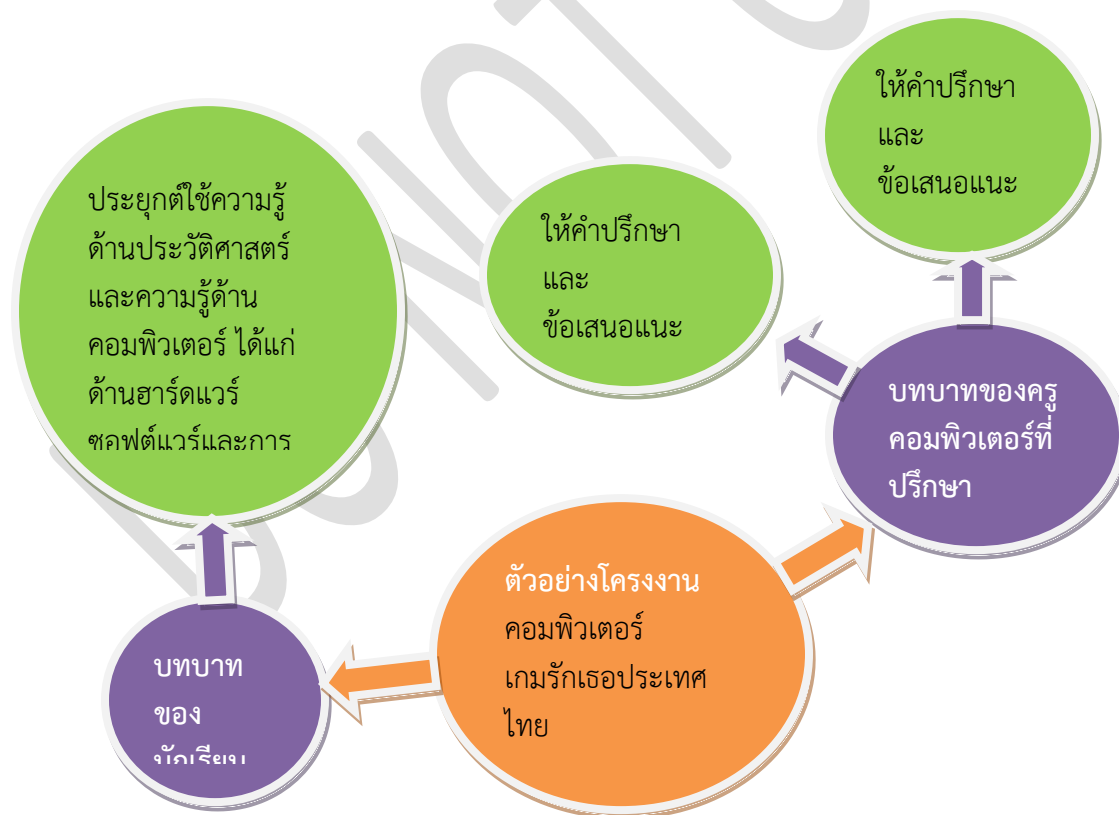 ให้คำปรึกษา
และ
ข้อเสนอแนะ
ประยุกต์ใช้ความรู้
ด้านประวัติศาสตร์
และความรู้ด้าน
คอมพิวเตอร์ ได้แก่
ด้านฮาร์ดแวร์
ซอฟต์แวร์และการ
ให้คำปรึกษา
และ
ข้อเสนอแนะ
บทบาทของครู
คอมพิวเตอร์ที่
ปรึกษา
ตัวอย่างโครงงาน
คอมพิวเตอร์
เกมรักเธอประเทศ
ไทย
บทบาท
ของ
นักเรียน